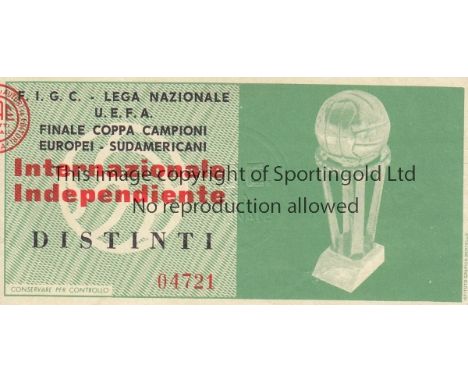 F. I. G. C. - LEGA NAZIONALE
U. E. F. A.
FINALE COPPA CAMPIONI
EUROPEI - SUDAMERICANI
Internazionale
Independiente
This image copyright of Sportingold Ltd
No reproduction allowed
DISTINTI
04721
CONSERVARE PER CONTROLLO